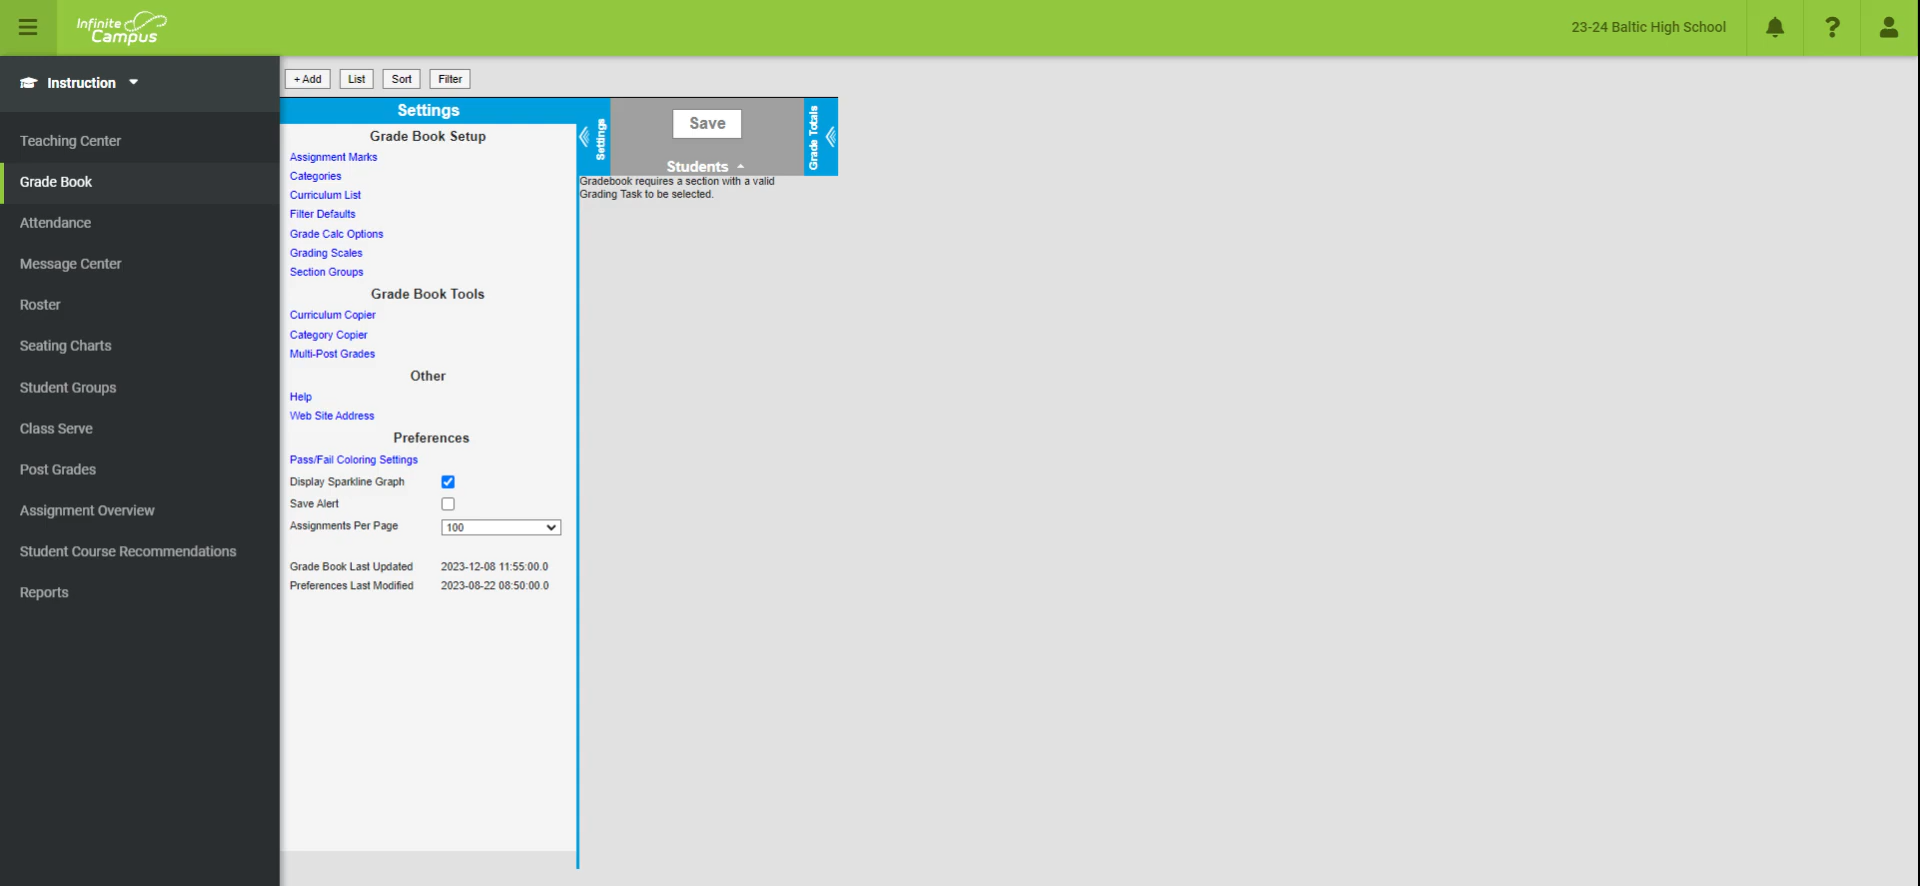 Infinite
Campus
23-24 Baltic High School
?
Instruction
Teaching Center
Grade Book
Attendance
Message Center
Roster
Seating Charts
Student Groups
Class Serve
Post Grades
Assignment Overview
Student Course Recommendations
Reports
+ Add
List
Sort
Filter
Settings
Grade Book Setup
Assignment Marks
Categories
Curriculum List
Filter Defaults
Grade Calc Options
Grading Scales
Section Groups
Grade Book Tools
Curriculum Copier
Category Copier
Multi-Post Grades
Other
Help
Web Site Address
Preferences
Pass/Fail Coloring Settings
Display Sparkline Graph
Save Alert
Assignments Per Page 100
Grade Book Last Updated 2023-12-08 11:55:00.0
Preferences Last Modified 2023-08-22 08:50:00.0
Settings
Save
Students
Grade Totals
Gradebook requires a section with a valid
Grading Task to be selected.